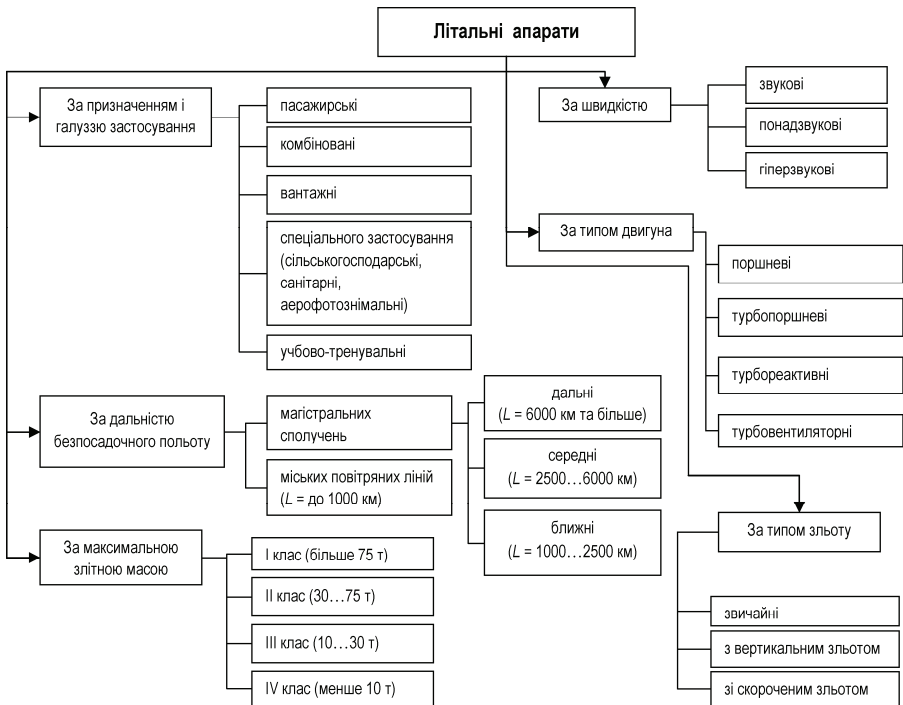 Літальні апарати
За призначенням і
галуззю застосування
пасажирські
комбіновані
вантажні
спеціального застосування
(сільськогосподарські,
санітарні,
аерофотознімальні)
учбово-тренувальні
За швидкістю
звукові
понадзвукові
гіперзвукові
За типом двигуна
поршневі
турбопоршневі
турбореактивні
турбовентиляторні
За дальністю
безпосадочного польоту
магістральних
сполучень
міських повітряних ліній
(L = до 1000 км)
дальні
(L = 6000 км та більше)
середні
(L = 2500…6000 км)
ближні
(L = 1000…2500 км)
За максимальною
злітною масою
I клас (більше 75 т)
II клас (30…75 т)
III клас (10…30 т)
IV клас (менше 10 т)
За типом зльоту
звичайні
з вертикальним зльотом
зі скороченим зльотом